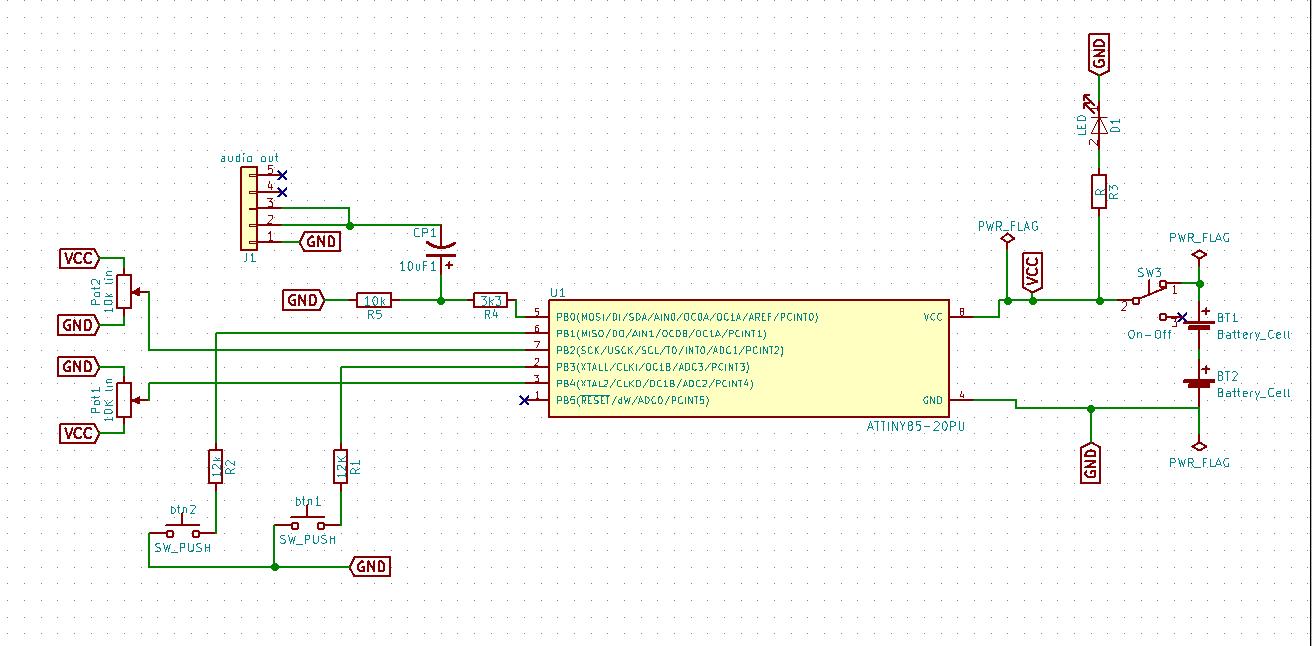 GND
LED
D1
2
R
R3
audio out
5
4
3
2
1
GND
J1
CP1
10uF1
+
VCC
Pot2
10k lin
GND
GND
Pot1
10K lin
VCC
GND
10k
R5
3k3
R4
U1
5
PB0(MOSI/DI/SDA/AIN0/OC0A/OC1A/AREF/PCINT0)
6
PB1(MISO/DO/AIN1/OC0B/OC1A/PCINT1)
7
PB2(SCK/USCK/SCL/T0/INT0/ADC1/PCINT2)
2
PB3(XTAL1/CLKI/OC1B/ADC3/PCINT3)
3
PB4(XTAL2/CLKO/OC1B/ADC2/PCINT4)
1
PB5(RESET/dW/ADC0/PCINT5)
VCC
8
GND
4
ATTINY85-20PU
PWR_FLAG
VCC
PWR_FLAG
SW3
1
2
3
On-Off
+
BT1
Battery_Cell
+
BT2
Battery_Cell
GND
PWR_FLAG
12k
R2
12K
R1
btn1
SW_PUSH
btn2
SW_PUSH
GND